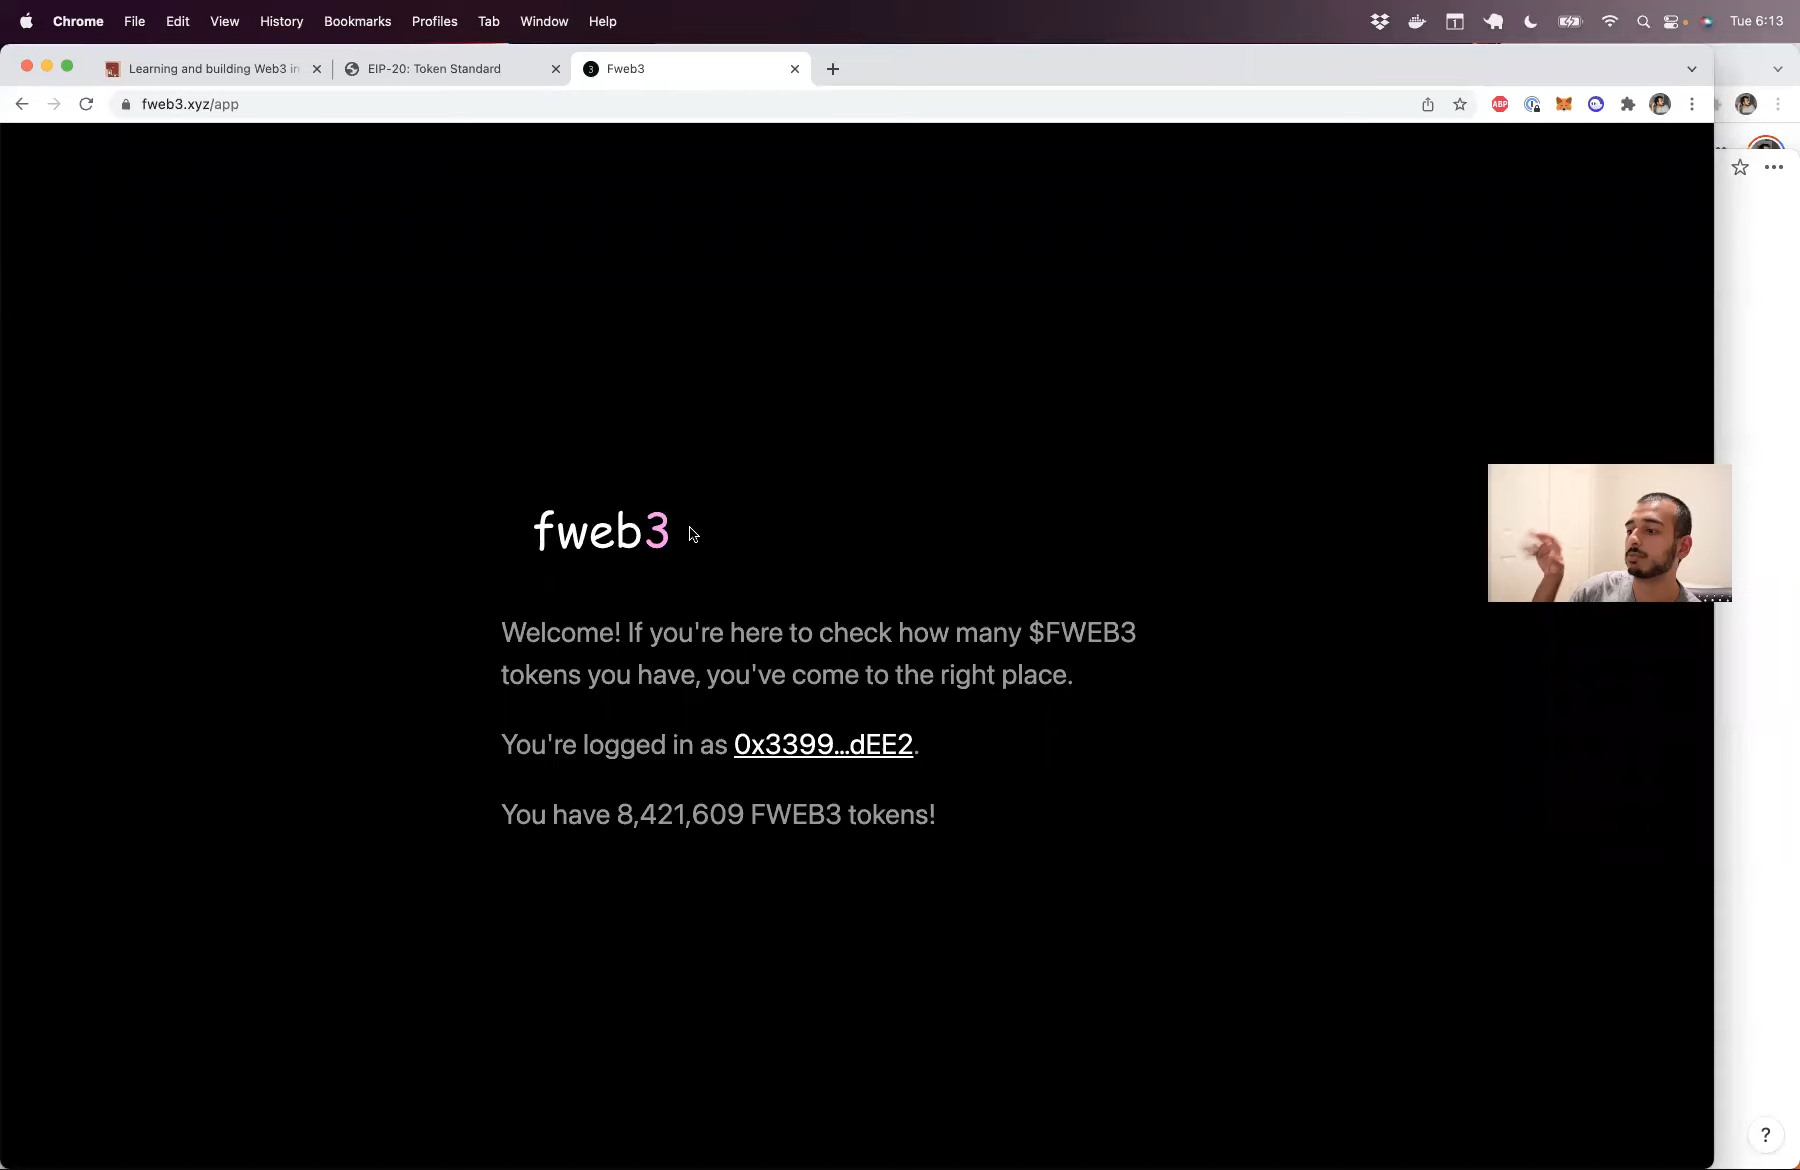 Chrome File Edit View History Bookmarks Profiles Tab Window Help Tue 6:13
Learning and building Web3 in EIP-20: Token Standard Fweb3
fweb3.xyz/app
ABP
fweb3
Welcome! If you're here to check how many $FWEB3
tokens you have, you've come to the right place.
You're logged in as 0x3399...dEE2.
You have 8,421,609 FWEB3 tokens!
?